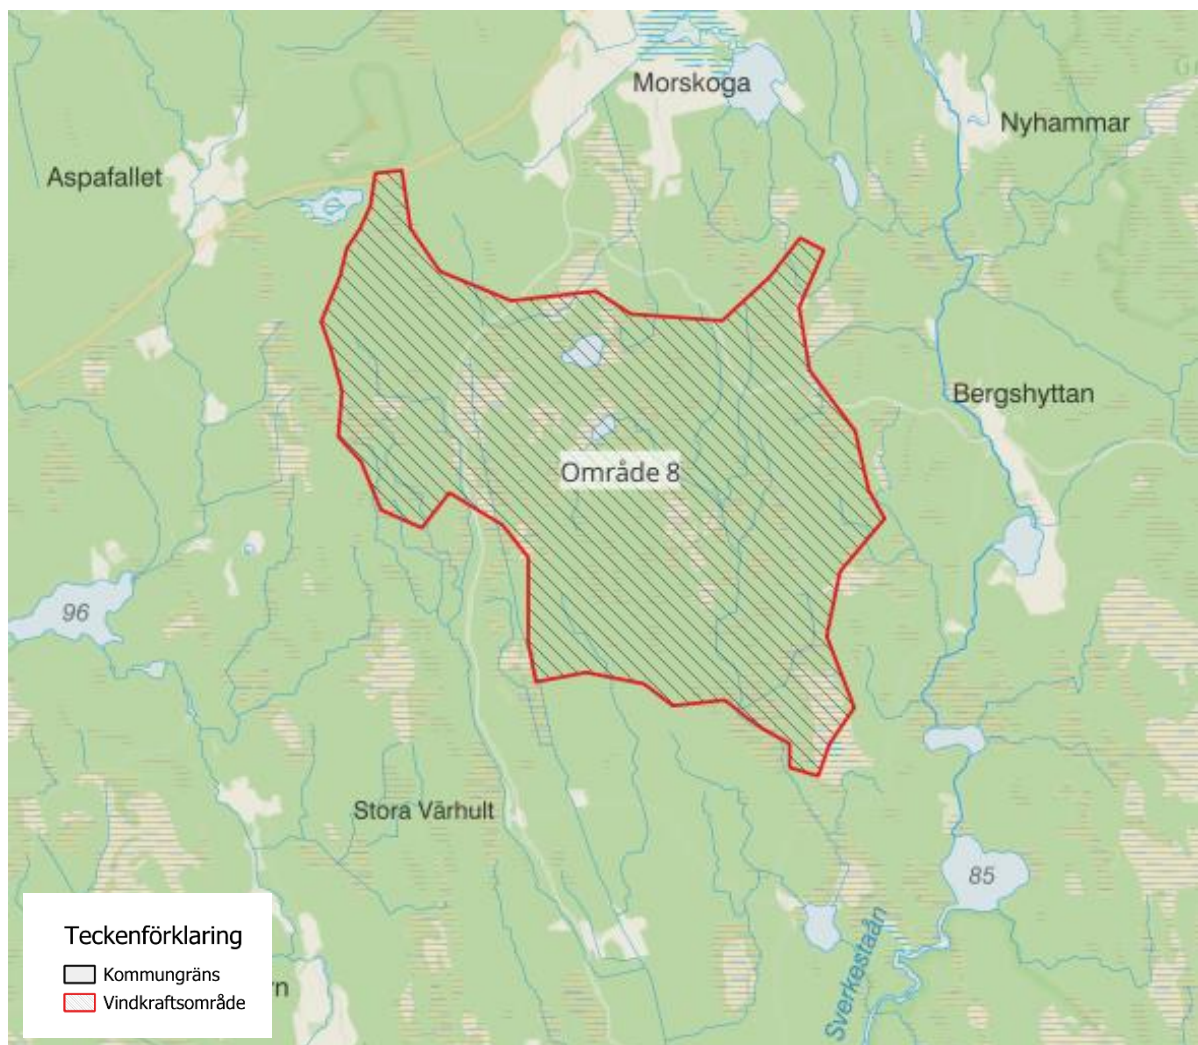 Morskoga
Nyhammar
Aspafallet
Bergshyttan
Område 8
96
Stora Värhult
85
Sverkestaån
Teckenförklaring
Kommungräns
Vindkraftsområde